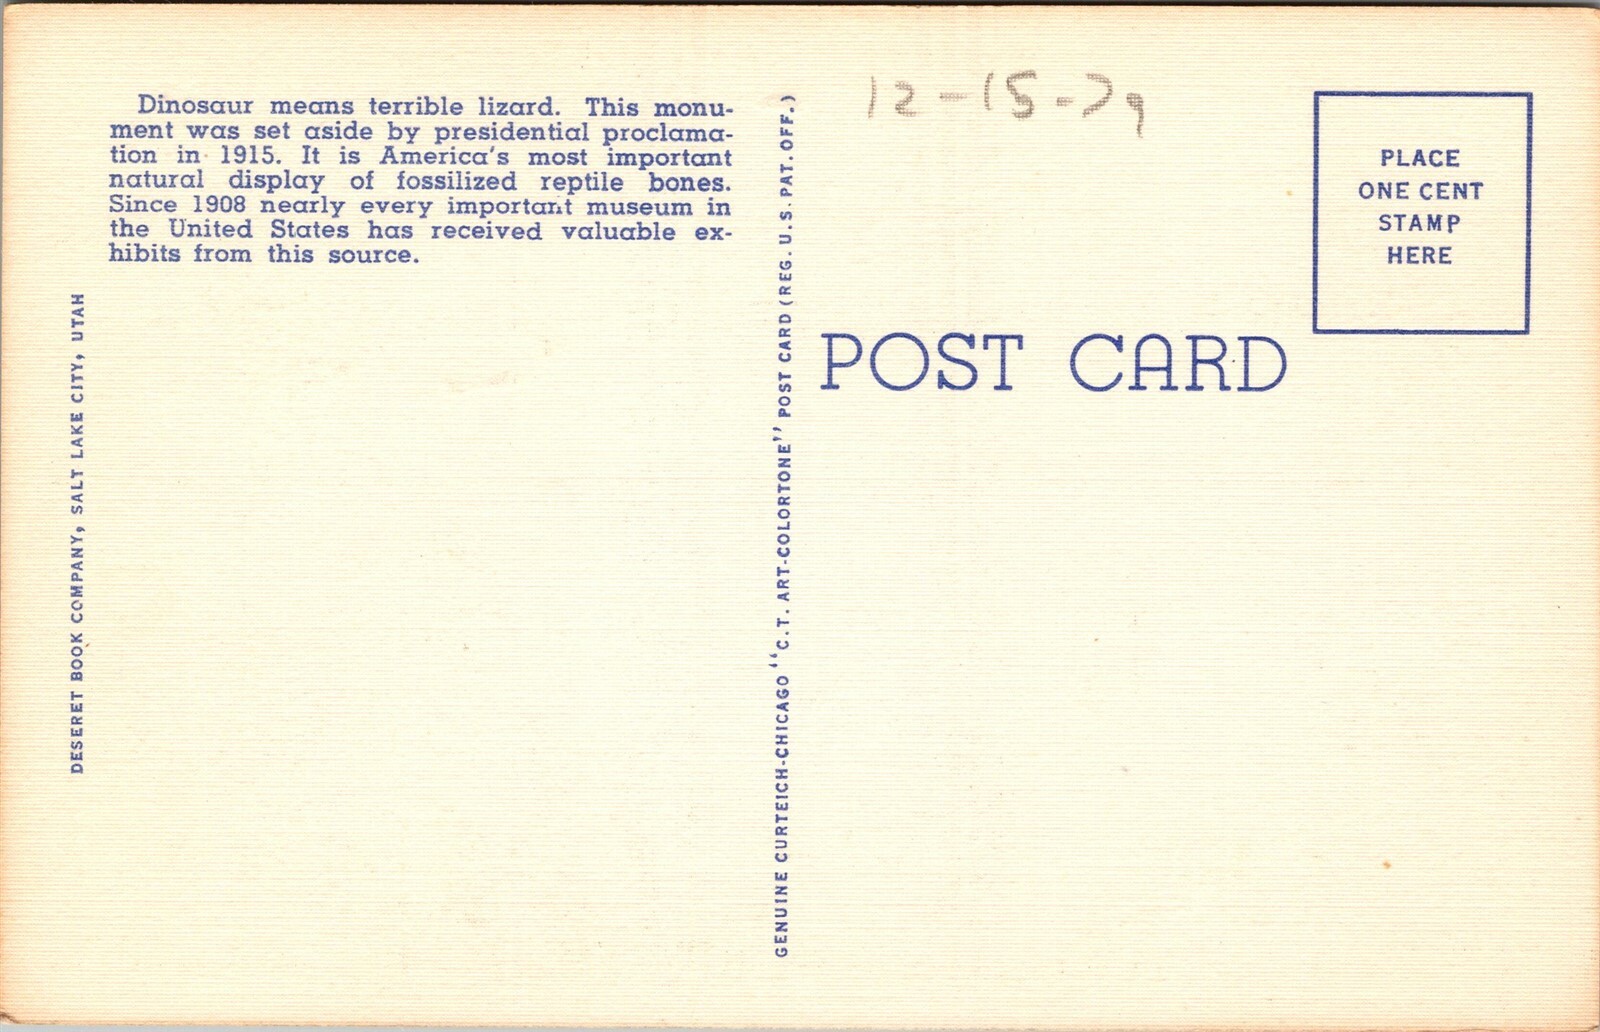 Dinosaur means terrible lizard. This monu-
ment was set aside by presidential proclama-
tion in 1915. It is America's most important
natural display of fossilized reptile bones.
Since 1908 nearly every important museum in
the United States has received valuable ex-
hibits from this source.
DESERET BOOK COMPANY, SALT LAKE CITY, UTAH
GENUINE CURTEICH-CHICAGO "C.T. ART-COLORTONE" POST CARD (REG. U.S. PAT. OFF.)
12-15-79
PLACE
ONE CENT
STAMP
HERE
POST CARD